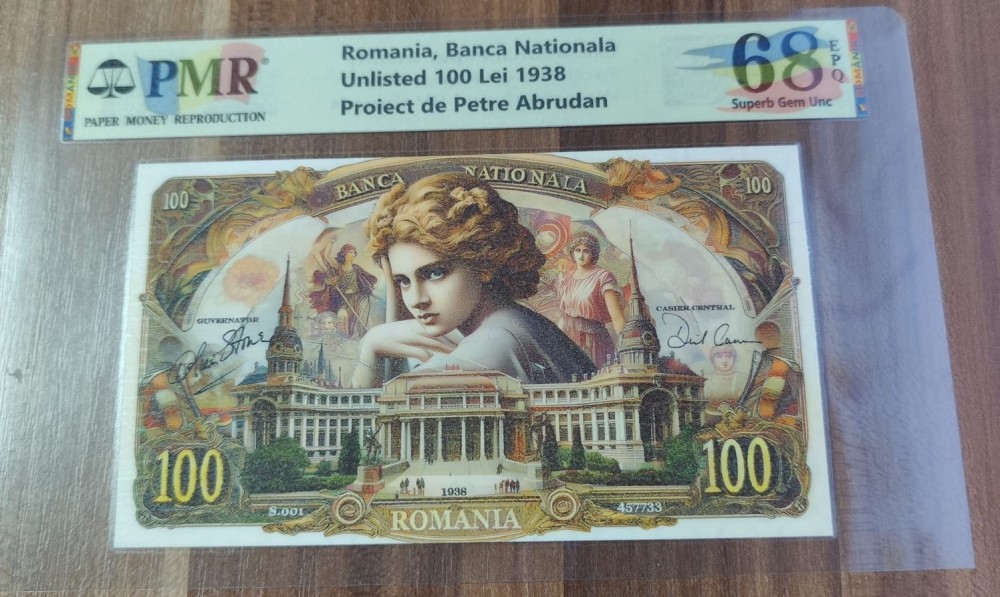 PMR
PAPER MONEY REPRODUCTION
Romania, Banca Nationala
Unlisted 100 Lei 1938
Proiect de Petre Abrudan
68
EPQ
Superb Gem Unc
100
BANCA NATIONALA
100
GUVERNATOR
CASIER CENTRAL
100
100
S.001
1938
457733
ROMANIA